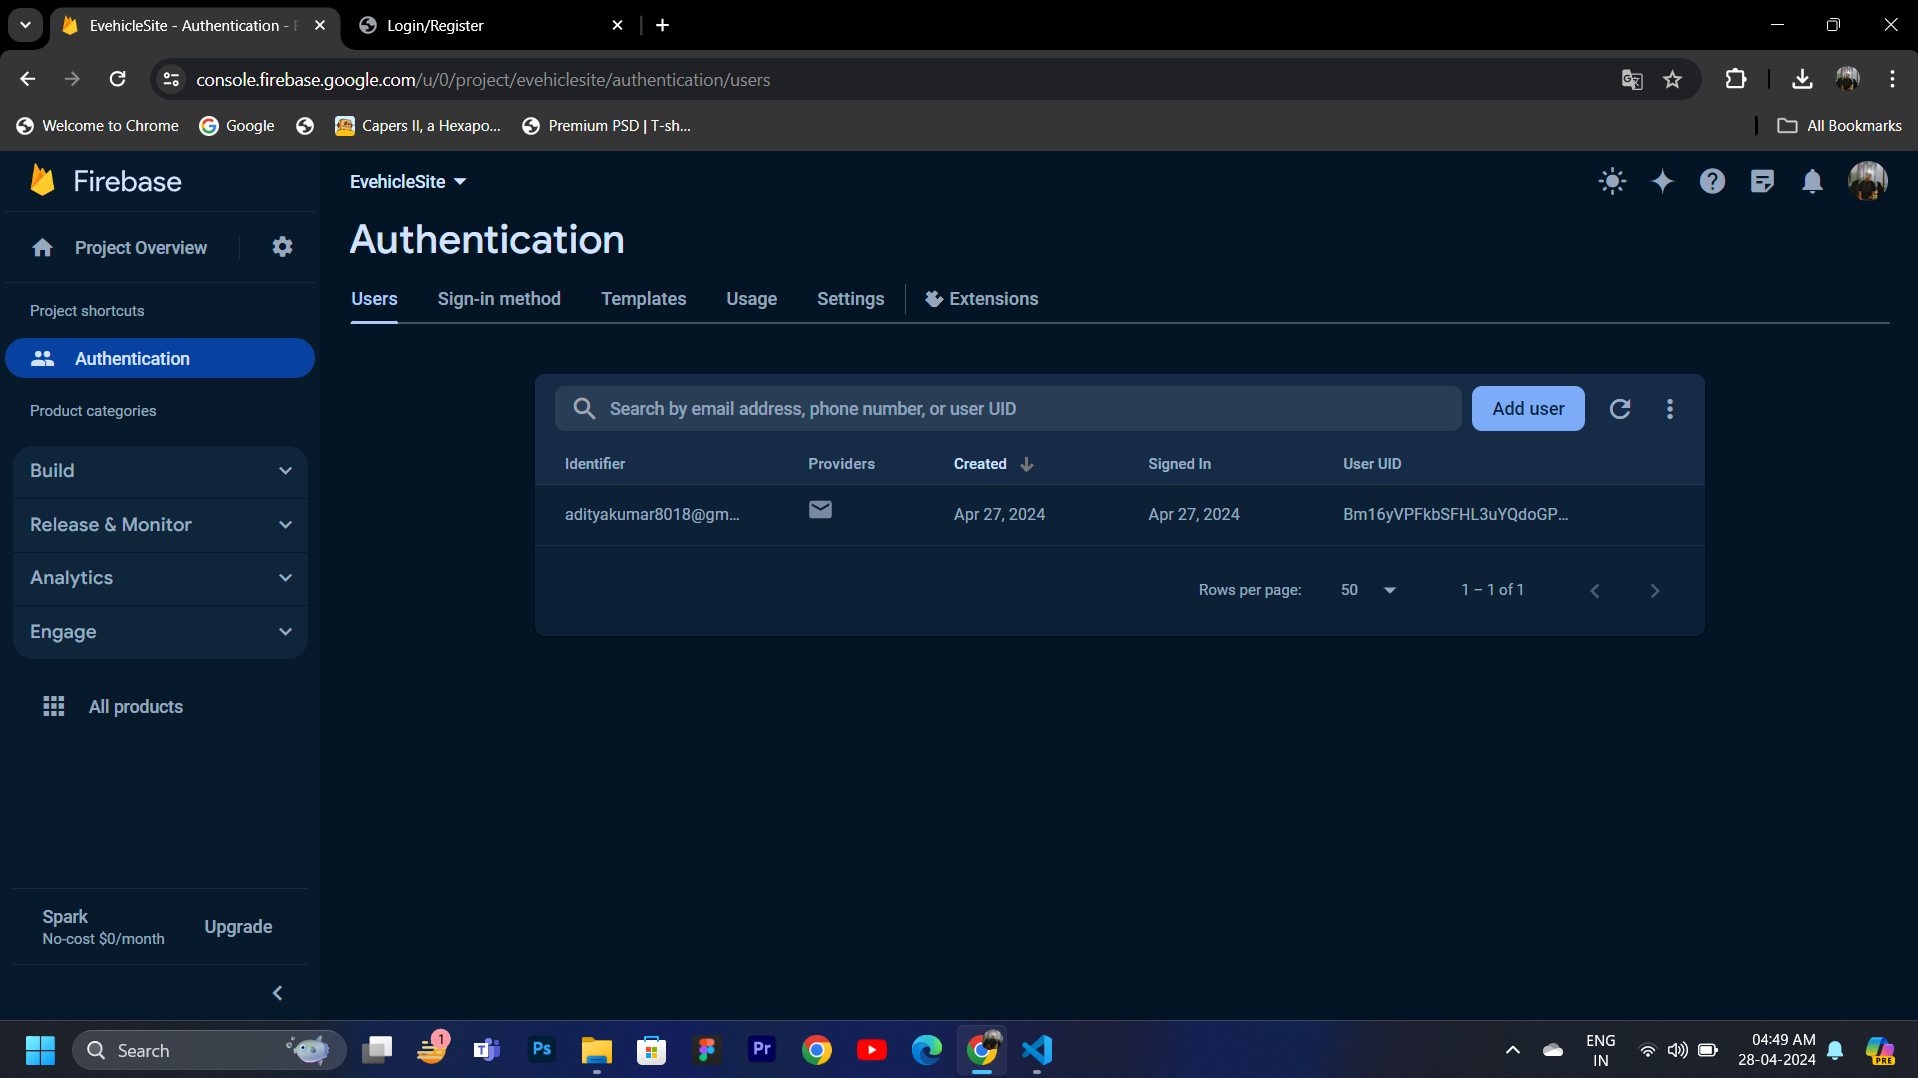 EvehicleSite - Authentication -
Login/Register
console.firebase.google.com/u/0/project/evehiclesite/authentication/users
Welcome to Chrome
Google
Capers II, a Hexapo...
Premium PSD | T-sh...
All Bookmarks
Firebase
EvehicleSite
Project Overview
Authentication
Users
Sign-in method
Templates
Usage
Settings
Extensions
Project shortcuts
Authentication
Product categories
Build
Release & Monitor
Analytics
Engage
All products
Search by email address, phone number, or user UID
Add user
Identifier
Providers
Created
Signed In
User UID
adityakumar8018@gm...
Apr 27, 2024
Apr 27, 2024
Bm16yVPFkbSFHL3uYQdoGP...
Rows per page:
50
1 – 1 of 1
Spark
No-cost $0/month
Upgrade
Search
1
Ps
Pr
ENG
IN
04:49 AM
28-04-2024
PRE